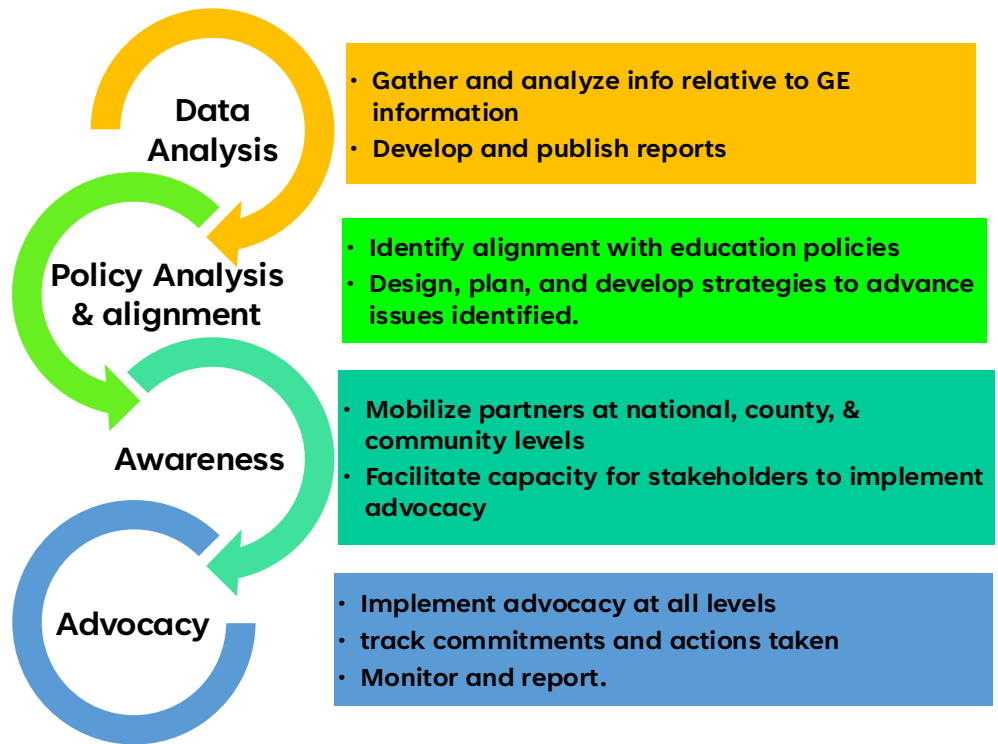 Data
Analysis
• Gather and analyze info relative to GE
information
• Develop and publish reports
Policy Analysis
& alignment
• Identify alignment with education policies
• Design, plan, and develop strategies to advance
issues identified.
Awareness
• Mobilize partners at national, county, &
community levels
• Facilitate capacity for stakeholders to implement
advocacy
Advocacy
• Implement advocacy at all levels
• track commitments and actions taken
• Monitor and report.